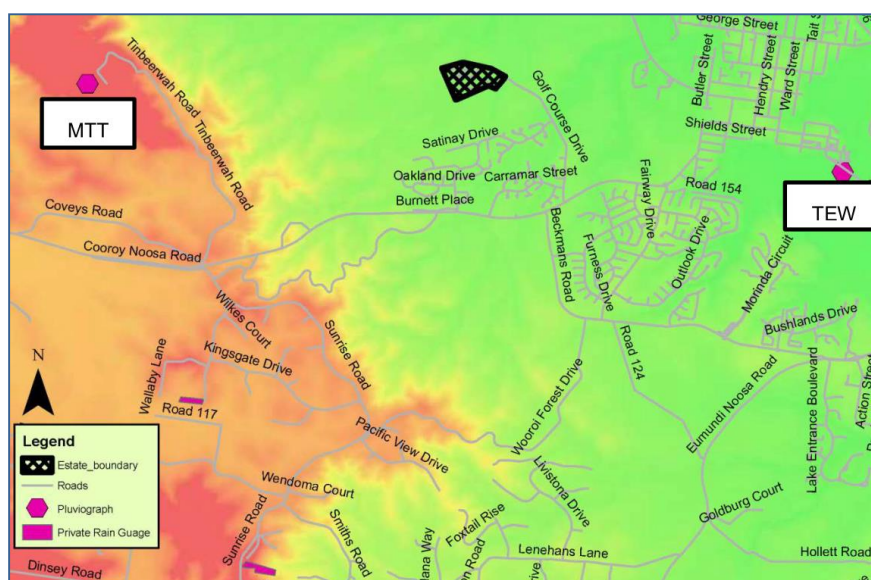 George Street
Tait S
Butler Street
Hendry Street
Ward Street
Shields Street
Tinbeerwah Road
Tinbeerwah Road
MTT
Golf Course Drive
Satinay Drive
Oakland Drive
Carramar Street
Burnett Place
Fairway Drive
Road 154
TEW
Coveys Road
Cooroy Noosa Road
Beckmans Road
Furness Drive
Outlook Drive
Morinda Circuit
Wilkes Court
Sunrise Road
Kingsgate Drive
Wallaby Lane
Road 117
Pacific View Drive
Wooroi Forest Drive
Road 124
Bushlands Drive
Eumundi Noosa Road
Lake Entrance Boulevard
Action Street
N
Legend
Estate_boundary
Roads
Pluviograph
Private Rain Guage
Wendoma Court
Sunrise Road
Smiths Road
Dinsey Road
Livistona Drive
Foxtail Rise
Lenehans Lane
Goldburg Court
Hollett Road